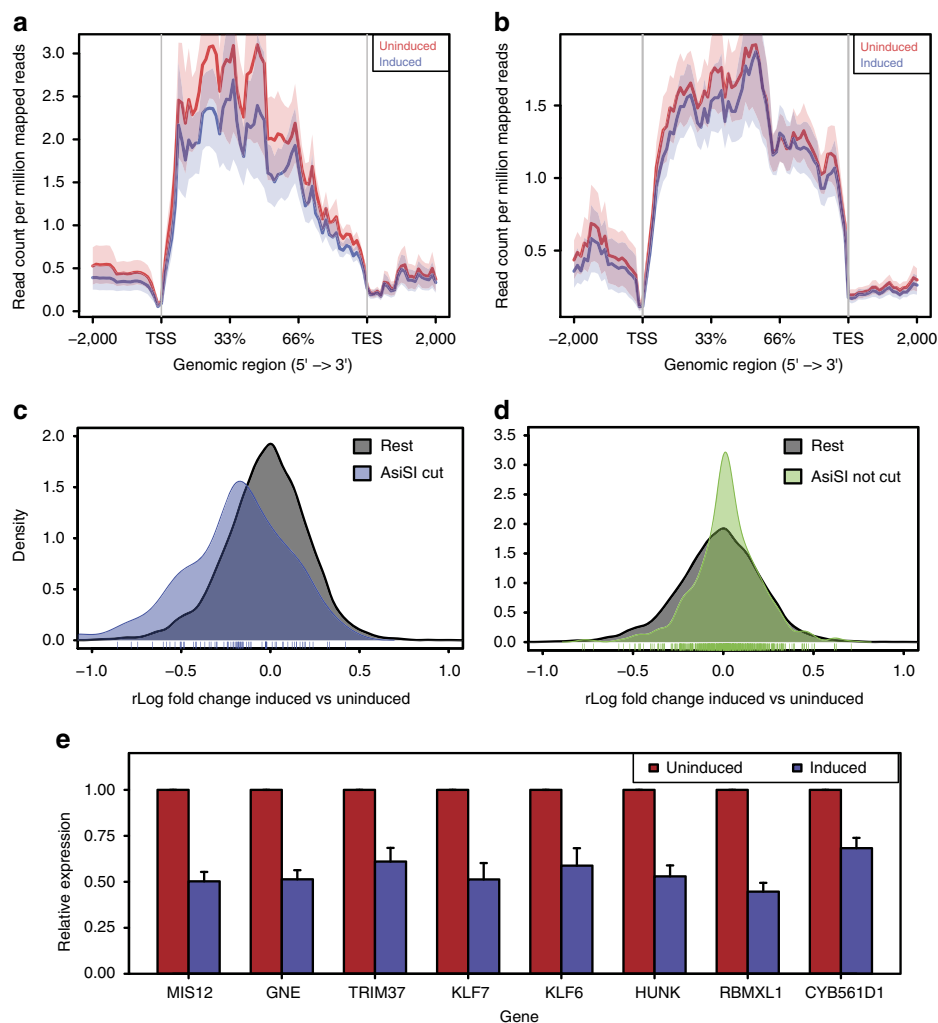 a
Read count per million mapped reads
3.0
2.5
2.0
1.5
1.0
0.5
0.0
Uninduced
Induced
−2,000 TSS 33% 66% TES 2,000
Genomic region (5' −> 3')
b
Read count per million mapped reads
1.5
1.0
0.5
Uninduced
Induced
−2,000 TSS 33% 66% TES 2,000
Genomic region (5' −> 3')
c
Density
2.0
1.5
1.0
0.5
0.0
Rest
AsiSI cut
-1.0 -0.5 0.0 0.5 1.0
rLog fold change induced vs uninduced
d
3.5
3.0
2.5
2.0
1.5
1.0
0.5
0.0
Rest
AsiSI not cut
-1.0 -0.5 0.0 0.5 1.0
rLog fold change induced vs uninduced
e
Relative expression
1.00
0.75
0.50
0.25
0.00
Uninduced Induced
MIS12 GNE TRIM37 KLF7 KLF6 HUNK RBMXL1 CYB561D1
Gene